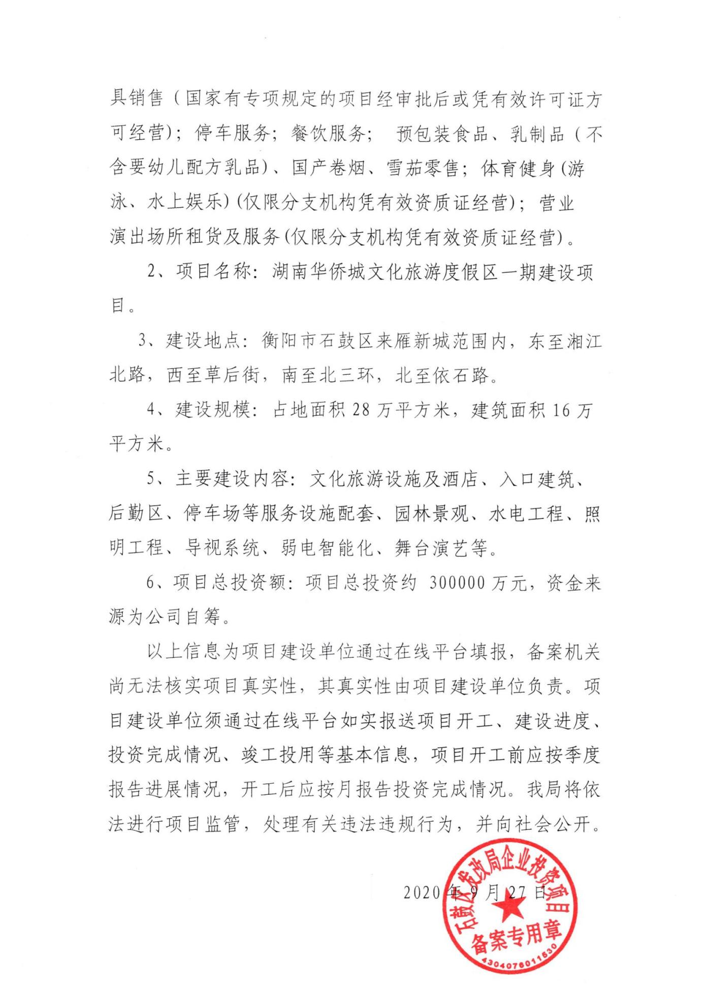 具销售（国家有专项规定的项目经审批后或凭有效许可证方
可经营)；停车服务；餐饮服务； 预包装食品、乳制品（不
含要幼儿配方乳品)、国产卷烟、雪茄零售；体育健身(游
泳、水上娱乐)(仅限分支机构凭有效资质证经营)；营业
演出场所租货及服务(仅限分支机构凭有效资质证经营)。
2、项目名称：湖南华侨城文化旅游度假区一期建设项
目。
3、建设地点：衡阳市石鼓区来雁新城范围内，东至湘江
北路，西至草后街，南至北三环，北至依石路。
4、建设规模：占地面积 28 万平方米，建筑面积 16 万
平方米。
5、主要建设内容：文化旅游设施及酒店、入口建筑、
后勤区、停车场等服务设施配套、园林景观、水电工程、照
明工程、导视系统、弱电智能化、舞台演艺等。
6、项目总投资额：项目总投资约 300000 万元，资金来
源为公司自筹。
以上信息为项目建设单位通过在线平台填报，备案机关
尚无法核实项目真实性，其真实性由项目建设单位负责。项
目建设单位须通过在线平台如实报送项目开工、建设进度、
投资完成情况、竣工投用等基本信息，项目开工前应按季度
报告进展情况，开工后应按月报告投资完成情况。我局将依
法进行项目监管，处理有关违法违规行为，并向社会公开。
2020 年 9 月 27 日
石鼓区发改局企业投资项目
备案专用章
4304076011530